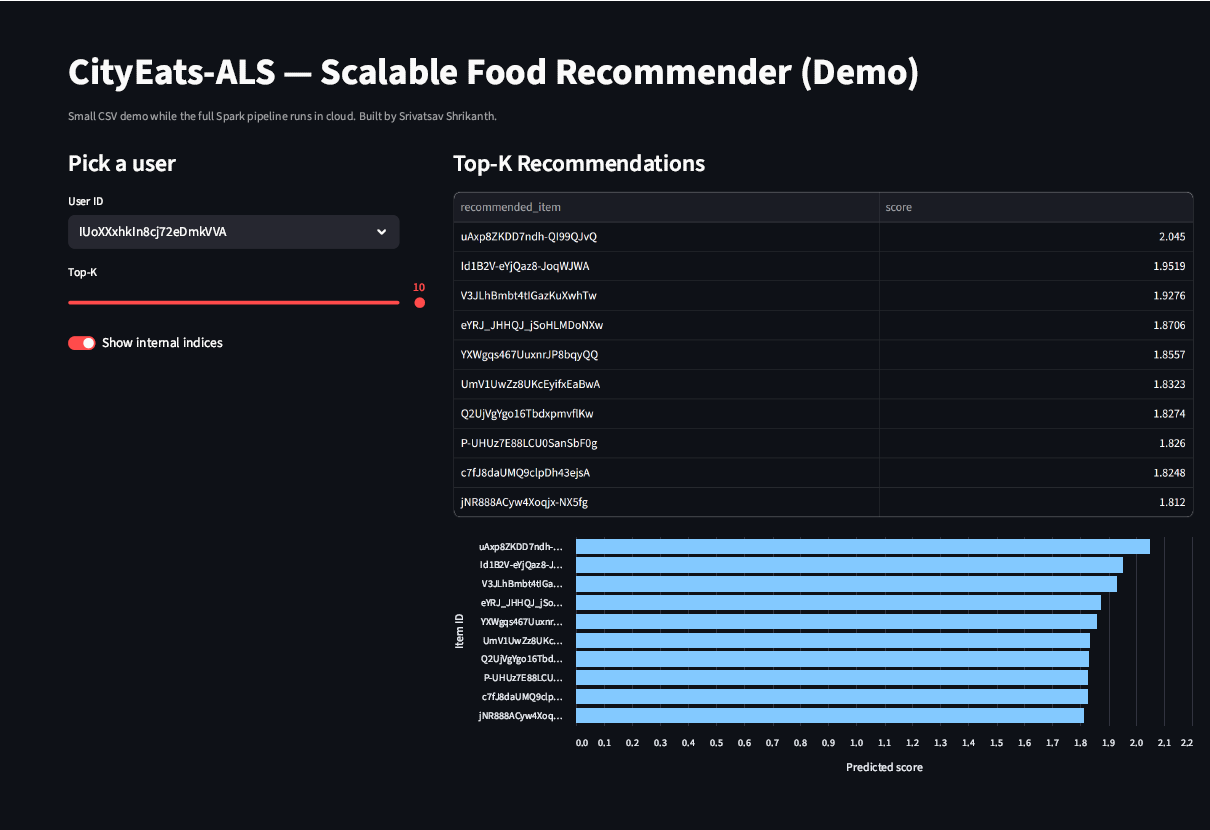 CityEats-ALS — Scalable Food Recommender (Demo)
Small CSV demo while the full Spark pipeline runs in cloud. Built by Srivatsav Shrikanth.
Pick a user
User ID
IUoXXxhkIn8cj72eDmkVVA
Top-K
10
Show internal indices
Top-K Recommendations
recommended_item score
uAxp8ZKDD7ndh-QI99QJvQ 2.045
Id1B2V-eYjQaz8-JoqWJWA 1.9519
V3JLhBmbt4tIGazKuXwhTw 1.9276
eYRJ_JHHQJ_jSoHLMDoNXw 1.8706
YXWgqs467UuxnrJP8bqyQQ 1.8557
UmV1UwZz8UKcEyifxEaBwA 1.8323
Q2UjVgYgo16TbdxpmvflKw 1.8274
P-UHUz7E88LCU0SanSbF0g 1.826
c7fJ8daUMQ9clpDh43ejsA 1.8248
jNR888ACyw4Xoqjx-NX5fg 1.812
Item ID
uAxp8ZKDD7ndh-…
Id1B2V-eYjQaz8-J…
V3JLhBmbt4tIGa…
eYRJ_JHHQJ_jSo…
YXWgqs467Uuxnr…
UmV1UwZz8UKc…
Q2UjVgYgo16Tbd…
P-UHUz7E88LCU…
c7fJ8daUMQ9clp…
jNR888ACyw4Xoq…
0.0 0.1 0.2 0.3 0.4 0.5 0.6 0.7 0.8 0.9 1.0 1.1 1.2 1.3 1.4 1.5 1.6 1.7 1.8 1.9 2.0 2.1 2.2
Predicted score